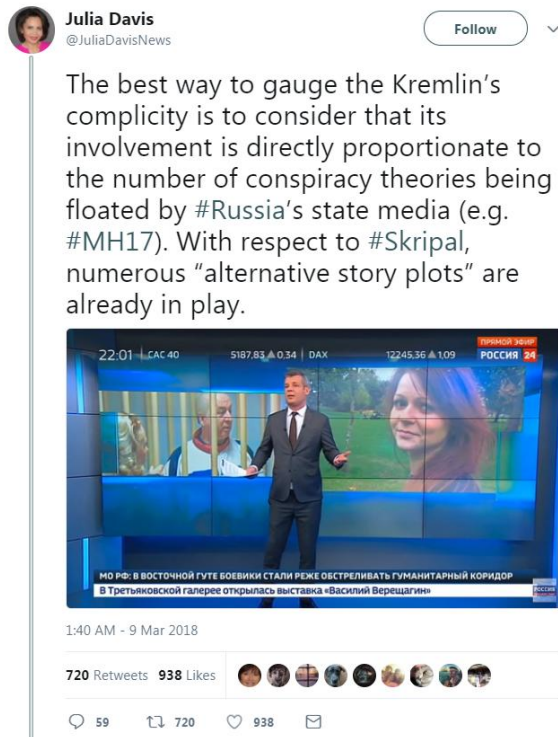 Julia Davis
@JuliaDavisNews
Follow
The best way to gauge the Kremlin's
complicity is to consider that its
involvement is directly proportionate to
the number of conspiracy theories being
floated by #Russia's state media (e.g.
#MH17). With respect to #Skripal,
numerous “alternative story plots” are
already in play.
ПРЯМОЙ ЭФИР
22:01 CAC 40 5187,83 ▲ 0,34 DAX 12245,36 ▲ 1,09 РОССИЯ 24
МО РФ: В ВОСТОЧНОЙ ГУТЕ БОЕВИКИ СТАЛИ РЕЖЕ ОБСТРЕЛИВАТЬ ГУМАНИТАРНЫЙ КОРИДОР
В Третьяковской галерее открылась выставка «Василий Верещагин»
РОССИЯ
1:40 AM - 9 Mar 2018
720 Retweets 938 Likes
59 720 938